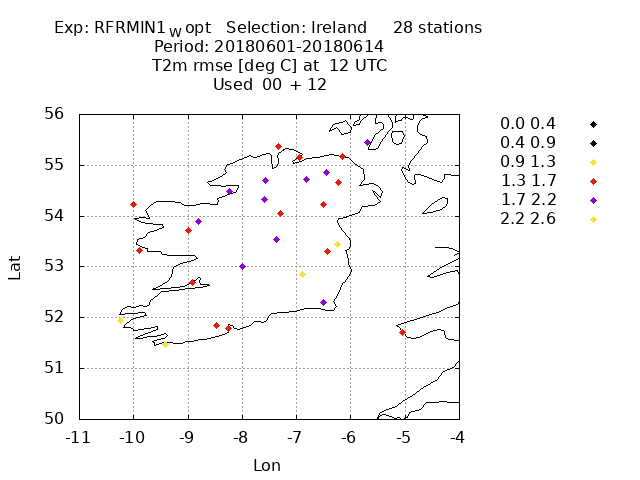 Exp: RFRMIN1 W opt Selection: Ireland 28 stations
Period: 20180601-20180614
T2m rmse [deg C] at 12 UTC
Used 00 + 12
56
55
54
53
52
51
50
Lat
-11 -10 -9 -8 -7 -6 -5 -4
Lon
0.0 0.4
0.4 0.9
0.9 1.3
1.3 1.7
1.7 2.2
2.2 2.6